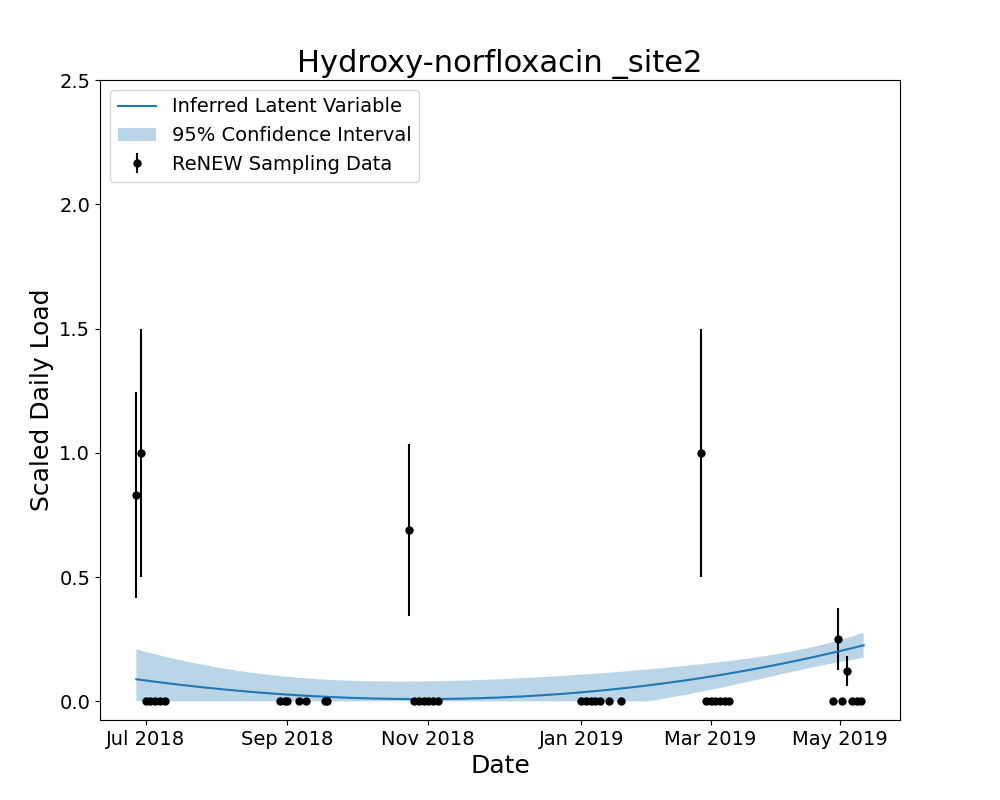 Hydroxy-norfloxacin _site2
2.5
2.0
1.5
1.0
0.5
0.0
Scaled Daily Load
Inferred Latent Variable
95% Confidence Interval
ReNEW Sampling Data
Jul 2018
Sep 2018
Nov 2018
Jan 2019
Mar 2019
May 2019
Date